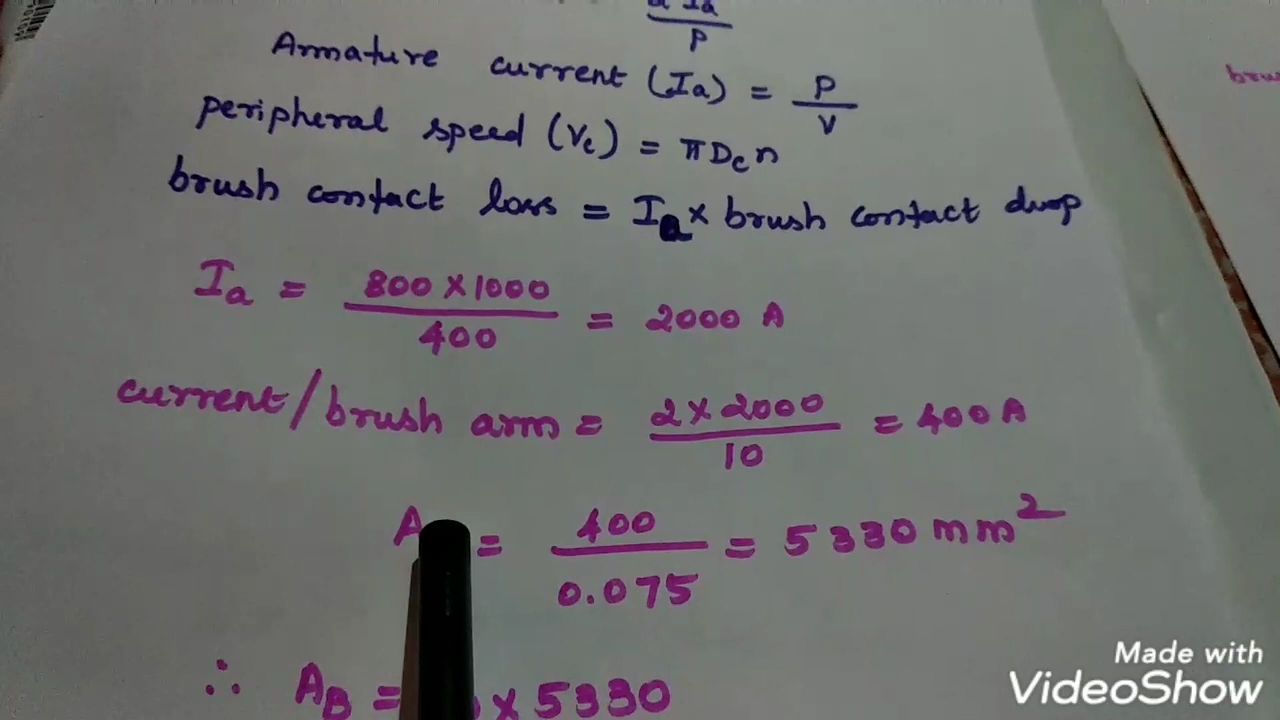 Ia
P
Armature current (Ia) = P
V
peripheral speed (Vc) = πDcn
brush contact loss = Ia × brush contact drop
Ia = 800 × 1000 / 400 = 2000 A
current/brush arm = 2 × 2000 / 10 = 400 A
A = 400 / 0.075 = 5330 mm²
∴ AB = × 5330
Made with
VideoShow